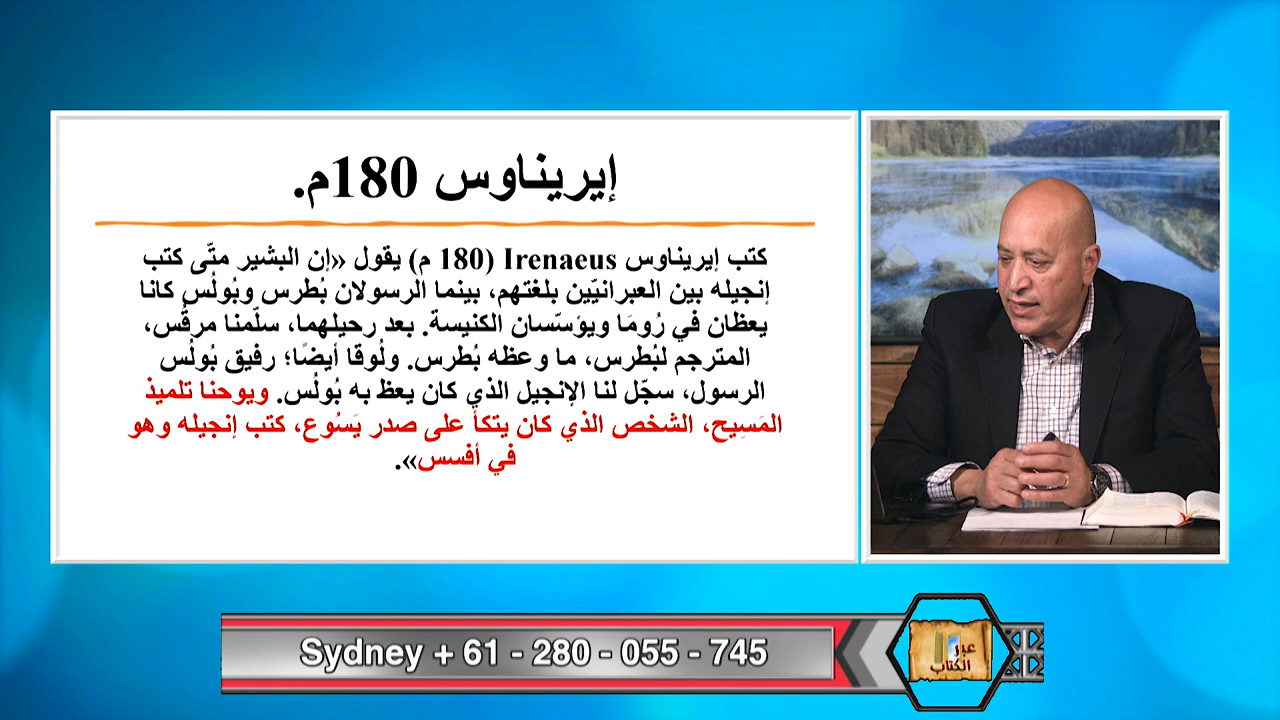 إيريناوس 180م.
كتب إيريناوس Irenaeus (180 م) يقول «إن البشير متّى كتب
إنجيله بين العبرانيّين بلغتهم، بينما الرسولان بُطرس وبُولُس كانا
يعظان في رُومَا ويؤسّسان الكنيسة. بعد رحيلهما، سلّمنا مرقُس،
المترجم لبُطرس، ما وعظه بُطرس. ولُوقا أيضًا؛ رفيق بُولُس
الرسول، سجّل لنا الإنجيل الذي كان يعظ به بُولُس. ويوحنا تلميذ
المَسِيح، الشخص الذي كان يتكأ على صدر يَسُوع، كتب إنجيله وهو
في أفسس».
Sydney + 61 - 280 - 055 - 745
عبر
الكتاب